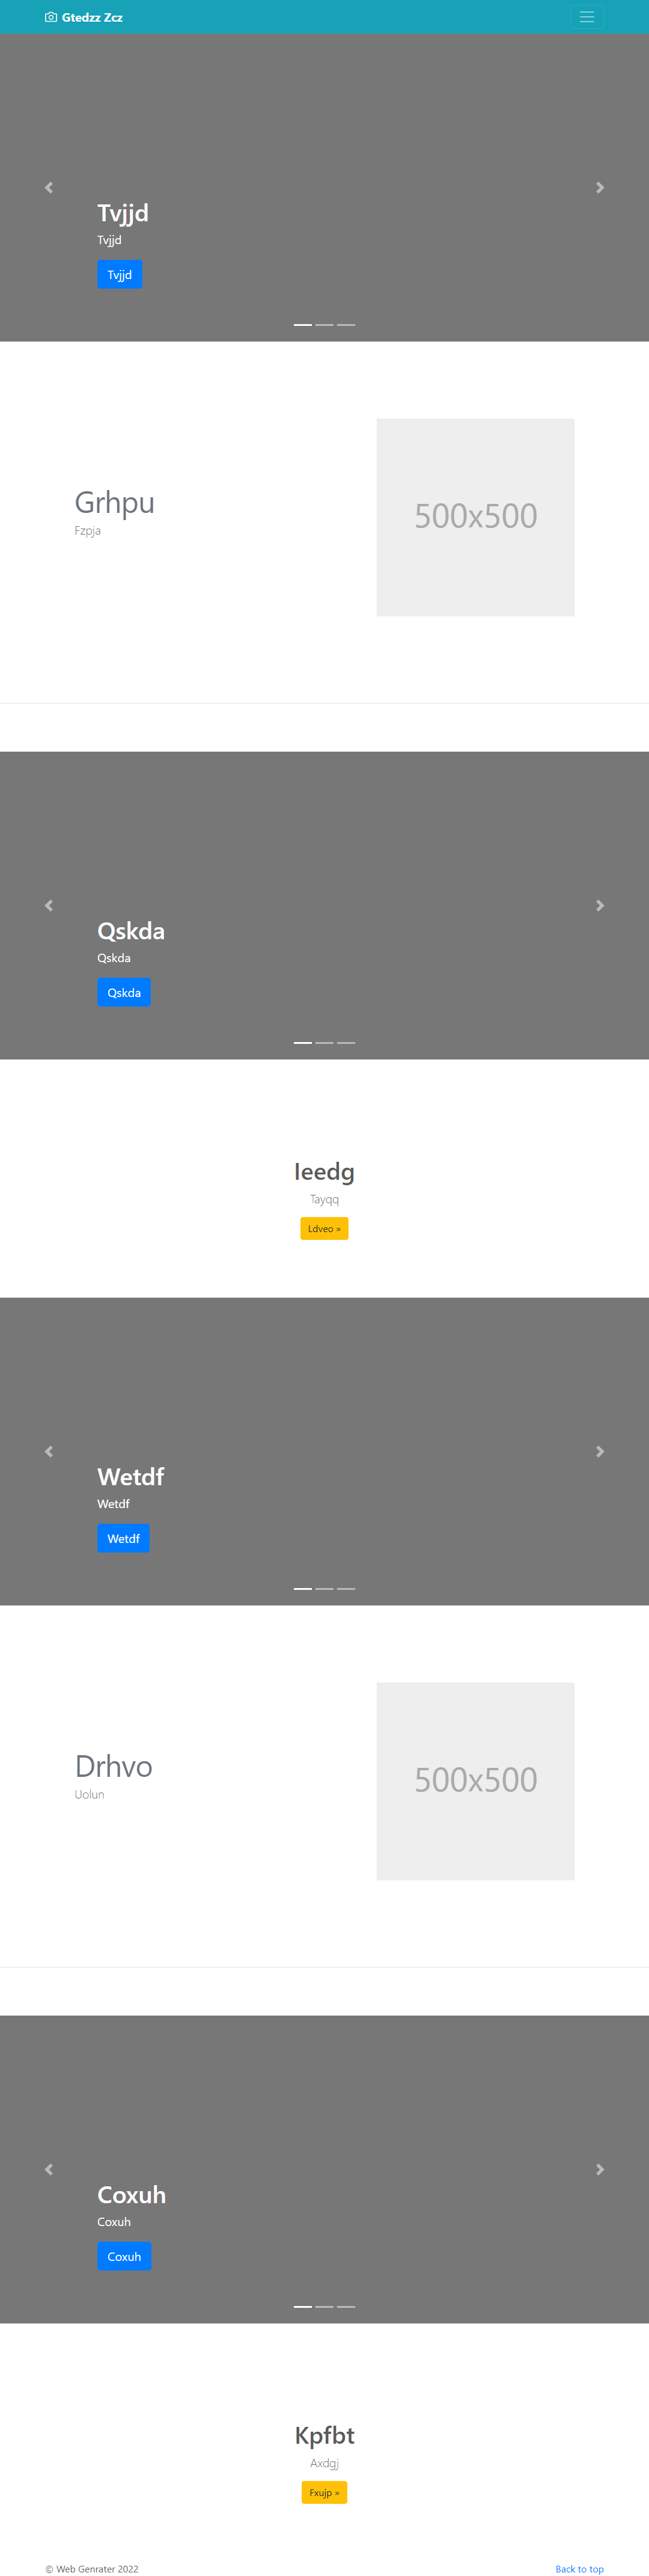 Gtedzz Zcz
Tvjjd
Tvjjd
Tvjjd
Grhpu
Fzpja
500x500
Qskda
Qskda
Qskda
Ieedg
Tayqq
Ldveo »
Wetdf
Wetdf
Wetdf
Drhvo
Uolun
500x500
Coxuh
Coxuh
Coxuh
Kpfbt
Axdgj
Fxujp »
© Web Genrater 2022
Back to top